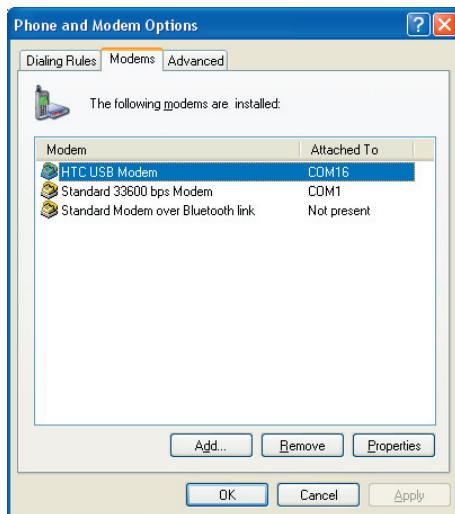 Phone and Modem Options
Dialing Rules Modems Advanced
The following modems are installed:
Modem Attached To
HTC USB Modem COM16
Standard 33600 bps Modem COM1
Standard Modem over Bluetooth link Not present
Add... Remove Properties
OK Cancel Apply